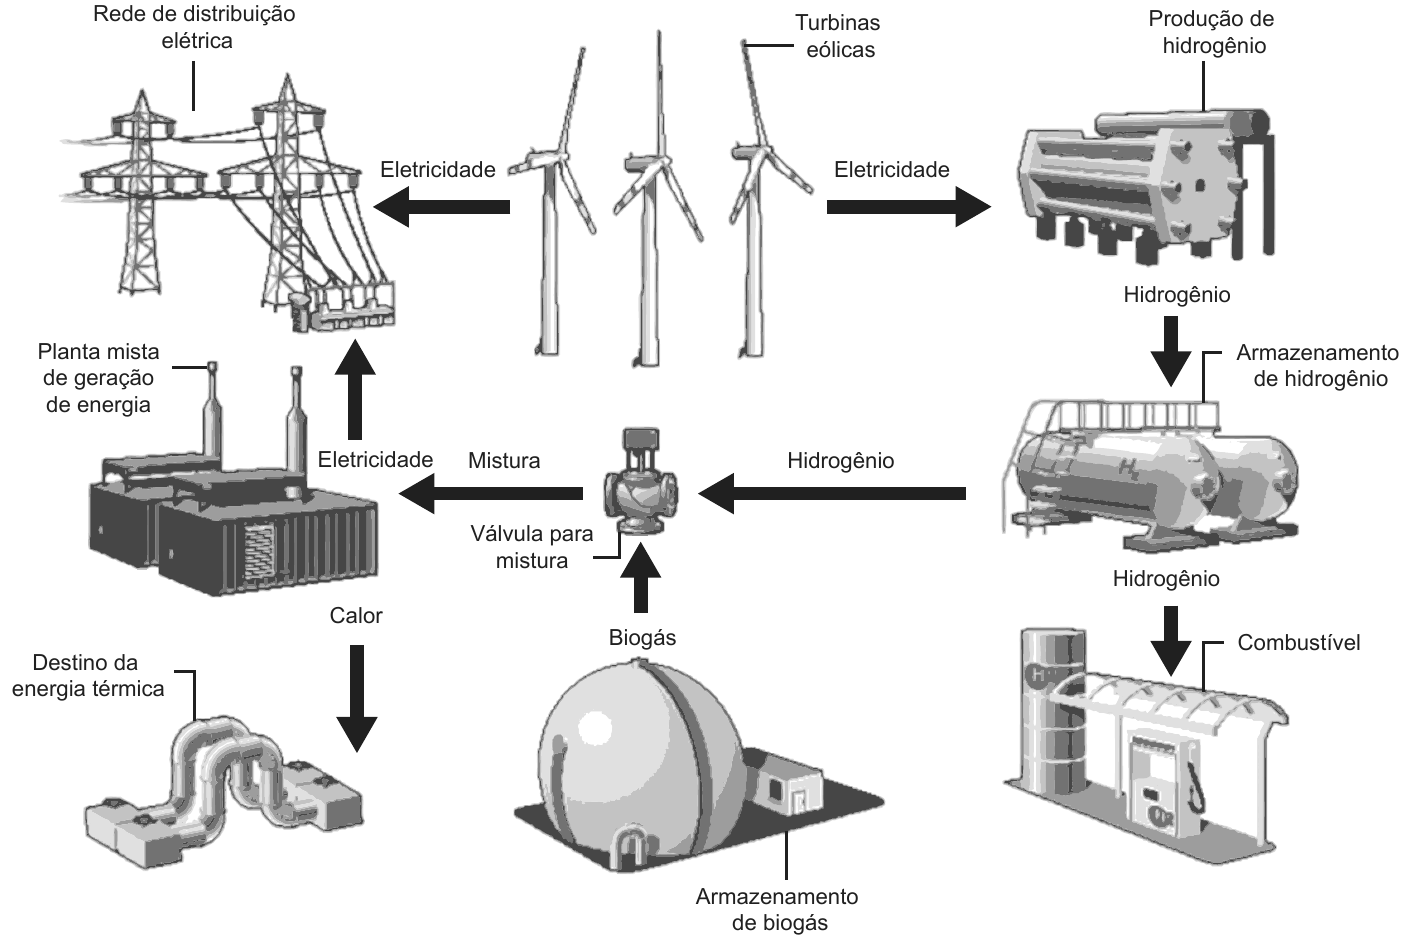 Rede de distribuição
elétrica
Turbinas
eólicas
Produção de
hidrogênio
Eletricidade
Eletricidade
Hidrogênio
Planta mista
de geração
de energia
Armazenamento
de hidrogênio
Eletricidade
Mistura
Hidrogênio
H₂
Válvula para
mistura
Hidrogênio
Calor
Biogás
Combustível
Destino da
energia térmica
Armazenamento
de biogás